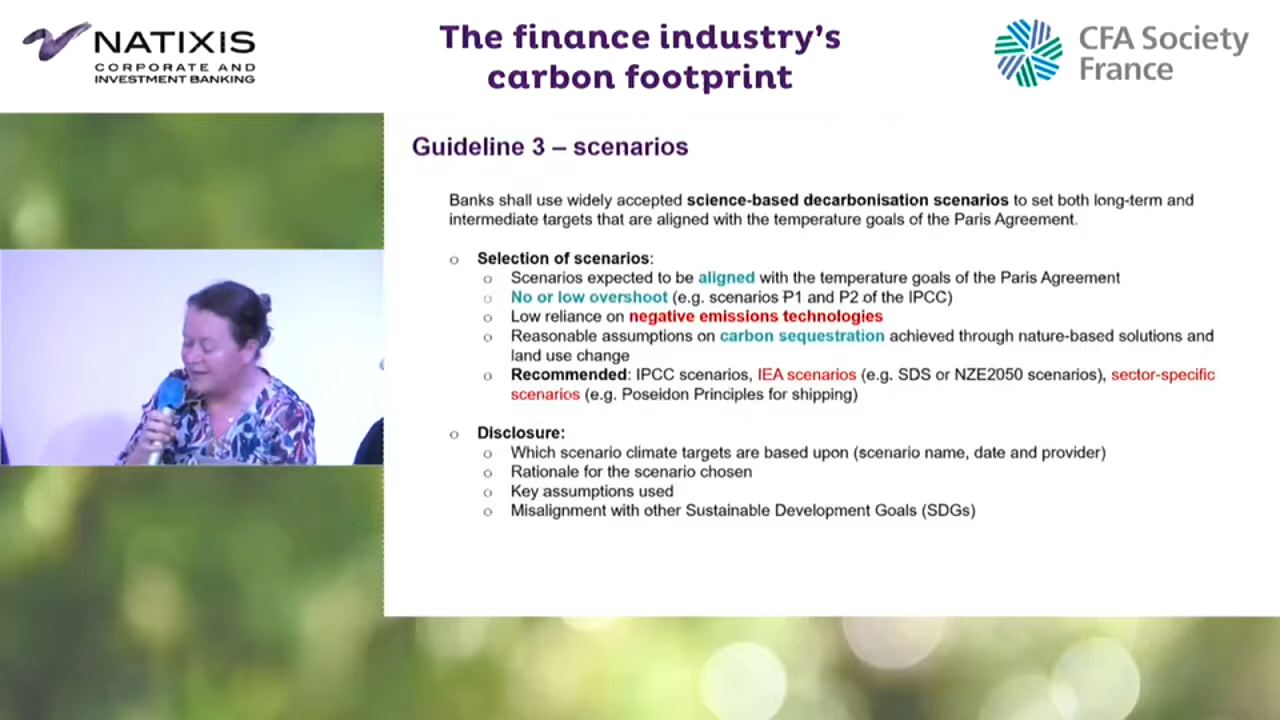 NATIXIS
CORPORATE AND
INVESTMENT BANKING
The finance industry's
carbon footprint
CFA Society
France
Guideline 3 – scenarios
Banks shall use widely accepted science-based decarbonisation scenarios to set both long-term and
intermediate targets that are aligned with the temperature goals of the Paris Agreement.
o Selection of scenarios:
o Scenarios expected to be aligned with the temperature goals of the Paris Agreement
o No or low overshoot (e.g. scenarios P1 and P2 of the IPCC)
o Low reliance on negative emissions technologies
o Reasonable assumptions on carbon sequestration achieved through nature-based solutions and
land use change
o Recommended: IPCC scenarios, IEA scenarios (e.g. SDS or NZE2050 scenarios), sector-specific
scenarios (e.g. Poseidon Principles for shipping)
o Disclosure:
o Which scenario climate targets are based upon (scenario name, date and provider)
o Rationale for the scenario chosen
o Key assumptions used
o Misalignment with other Sustainable Development Goals (SDGs)